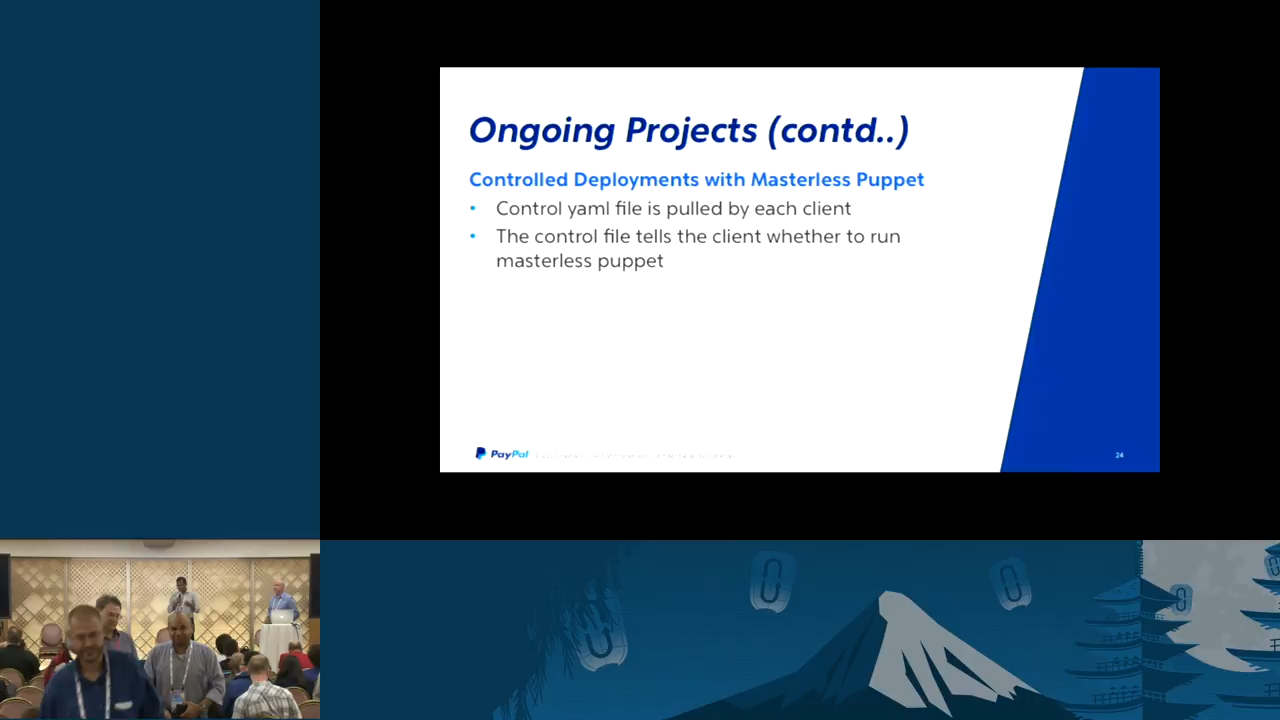 Ongoing Projects (contd..)
Controlled Deployments with Masterless Puppet
• Control yaml file is pulled by each client
• The control file tells the client whether to run
masterless puppet
PayPal
24